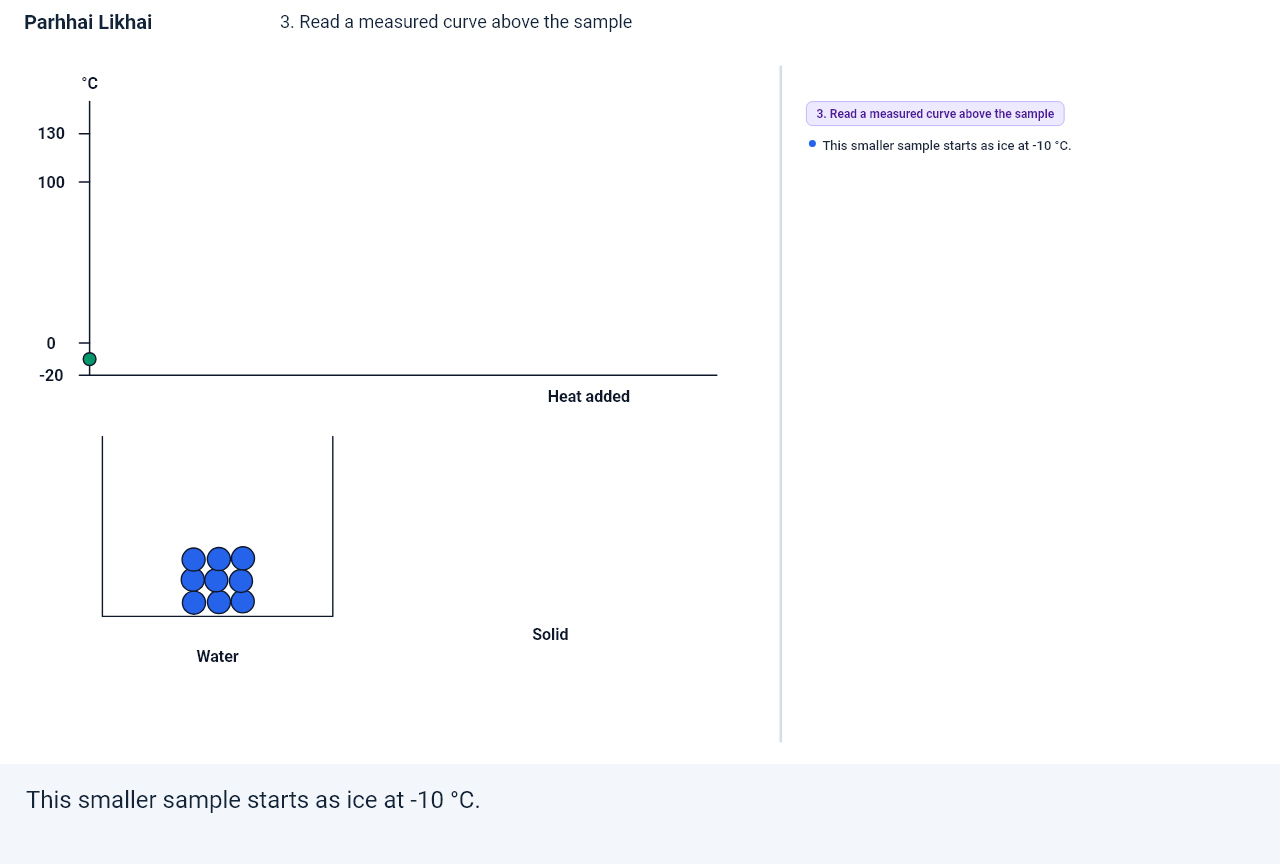 Parhhai Likhai
3. Read a measured curve above the sample
°C
130
100
0
-20
Heat added
Solid
Water
3. Read a measured curve above the sample
This smaller sample starts as ice at -10 °C.
This smaller sample starts as ice at -10 °C.